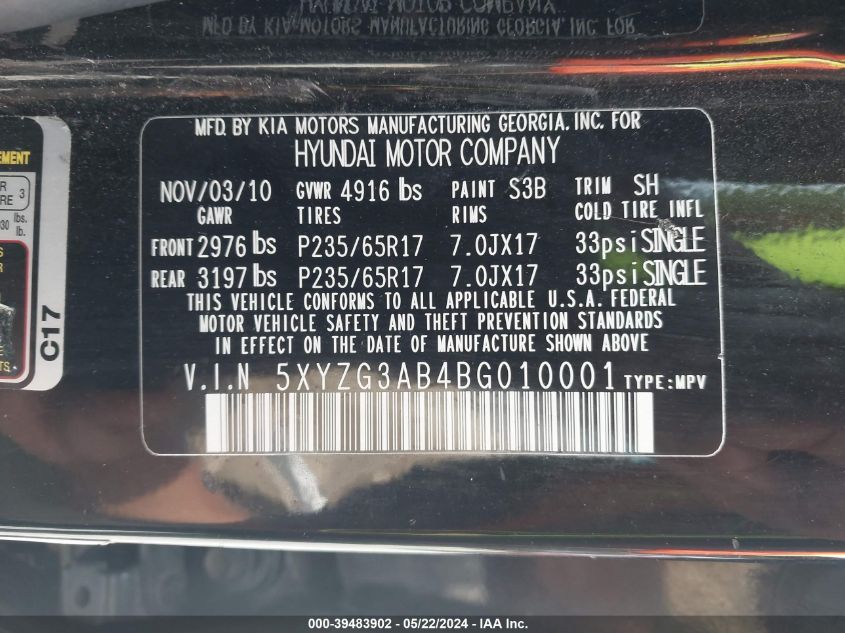 MFD. BY KIA MOTORS MANUFACTURING GEORGIA, INC. FOR
HYUNDAI MOTOR COMPANY
NOV/03/10 GVWR 4916 lbs PAINT S3B TRIM SH
GAWR TIRES RIMS COLD TIRE INFL
FRONT 2976 lbs P235/65R17 7.0JX17 33psi SINGLE
REAR 3197 lbs P235/65R17 7.0JX17 33psi SINGLE
THIS VEHICLE CONFORMS TO ALL APPLICABLE U.S.A. FEDERAL
MOTOR VEHICLE SAFETY AND THEFT PREVENTION STANDARDS
IN EFFECT ON THE DATE OF MANUFACTURE SHOWN ABOVE.
V.I.N 5XYZG3AB4BG010001 TYPE:MPV
3
lbs.
lb.
C17
000-39483902 - 05/22/2024 - IAA Inc.